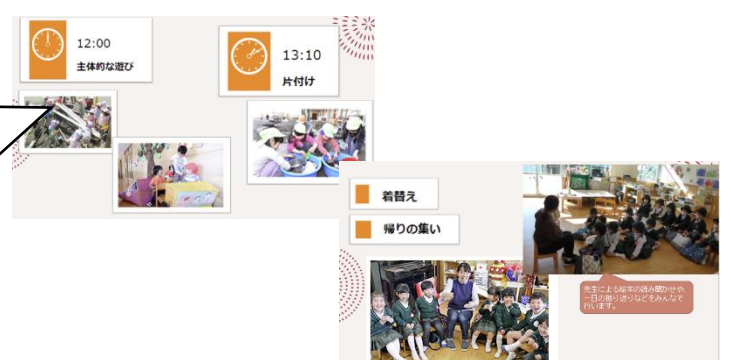 12:00
主体的な遊び
13:10
片付け
着替え
帰りの集い
先生による絵本の読み聞かせや、
一日の振り返りなどをみんなで
行います。